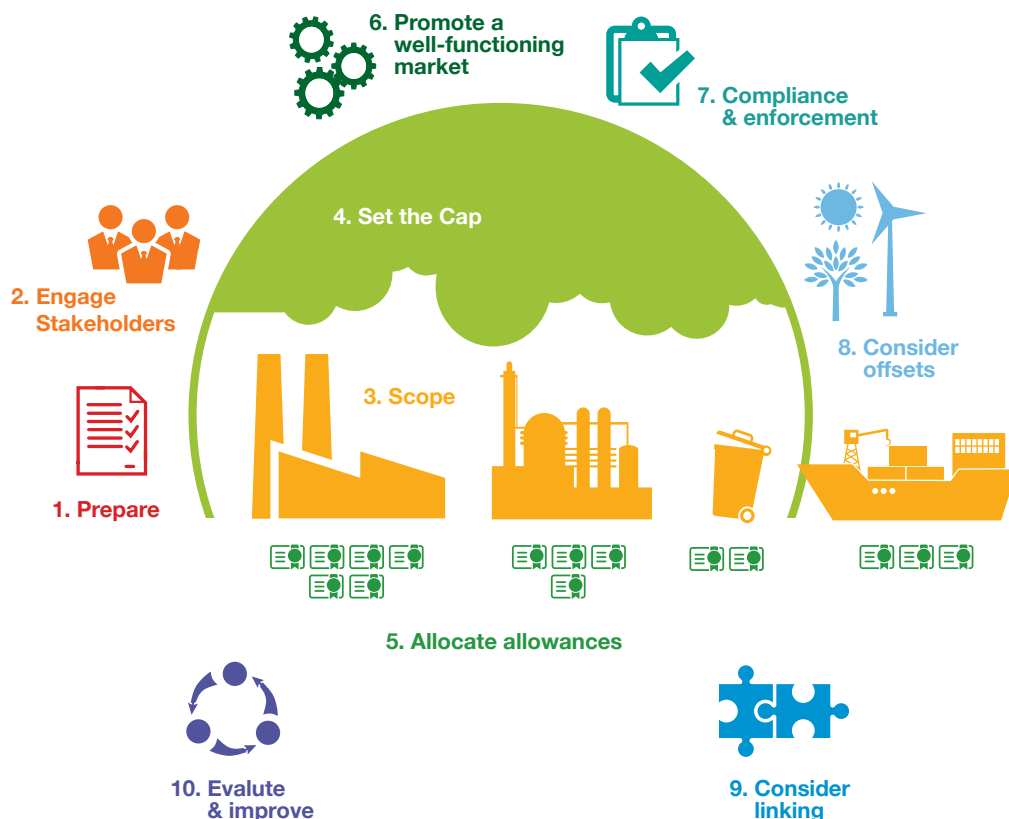 6. Promote a
well-functioning
market
7. Compliance
& enforcement
4. Set the Cap
2. Engage
Stakeholders
8. Consider
offsets
3. Scope
1. Prepare
5. Allocate allowances
10. Evalute
& improve
9. Consider
linking